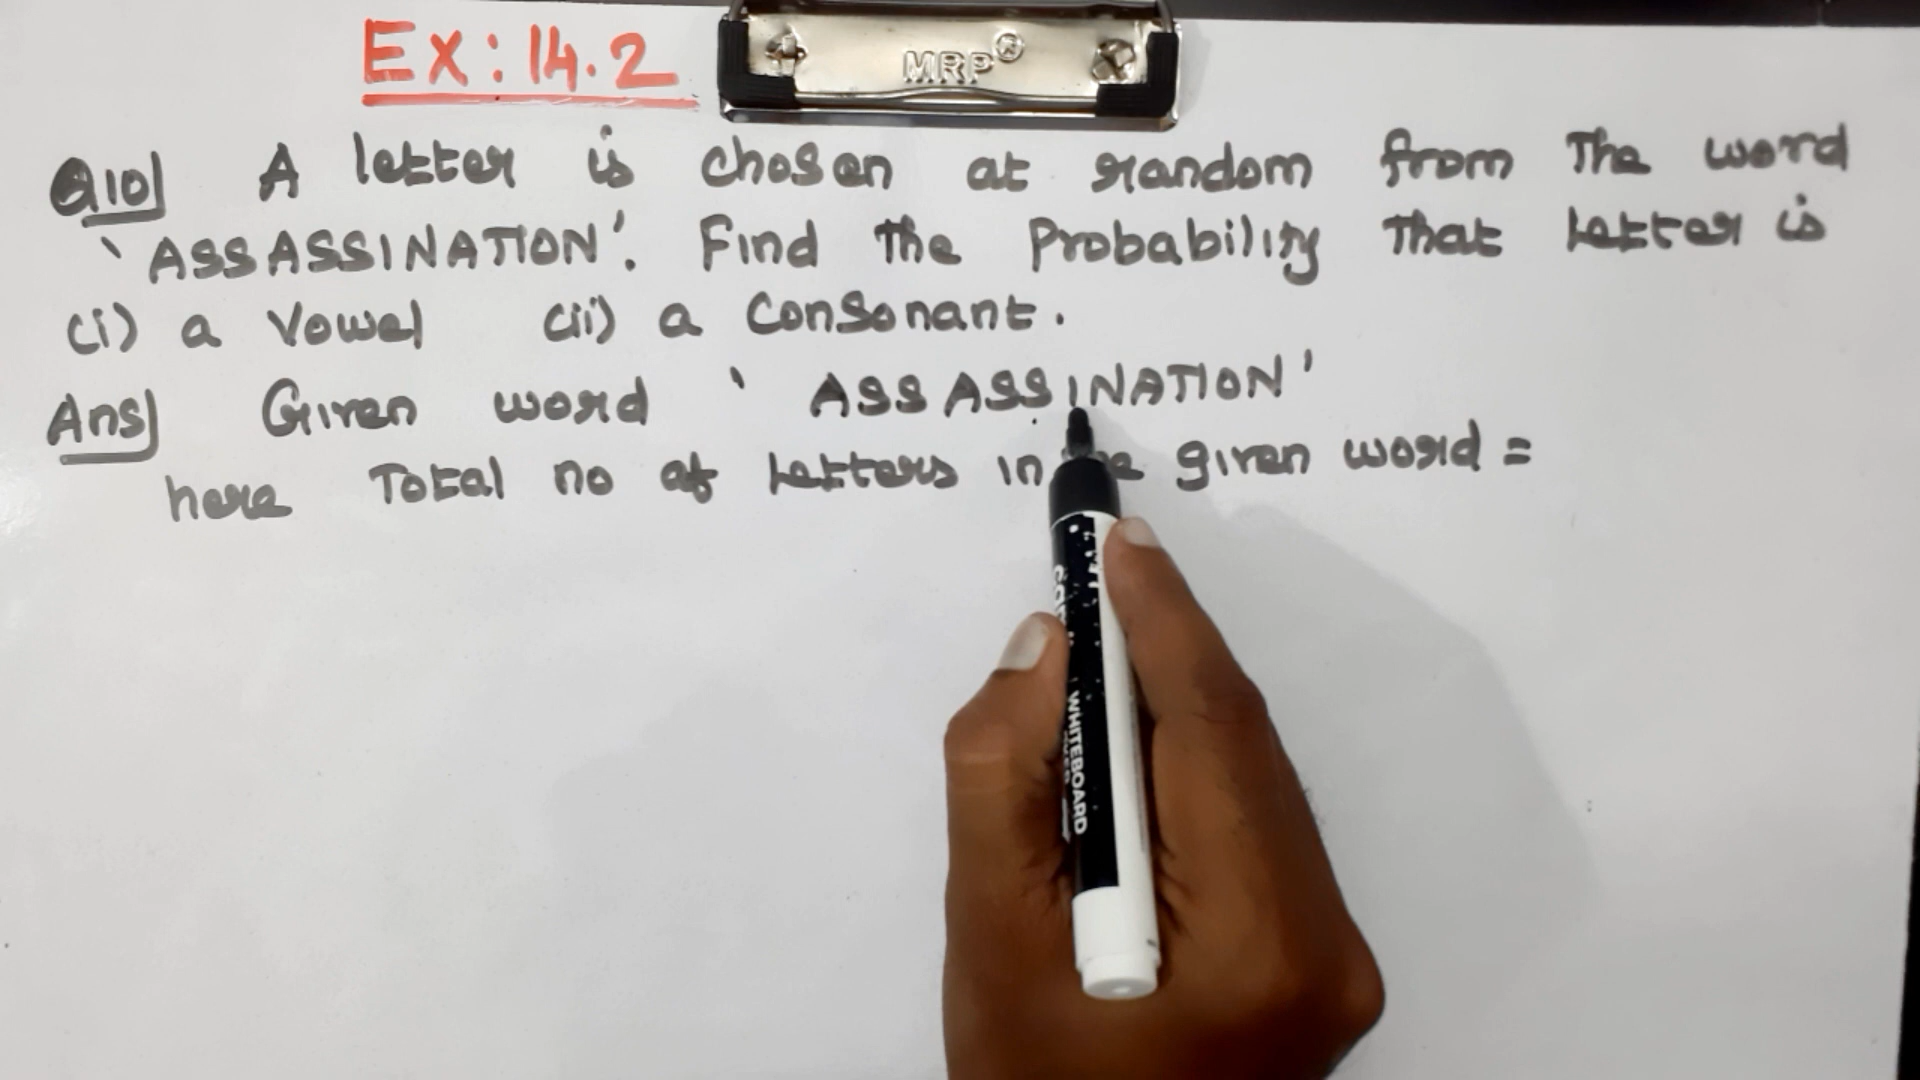 Ex: 14.2
MRP®
Q10] A letter is chosen at random from The word
'ASSASSINATION'. Find The Probability That Letter is
(i) a Vowel (ii) a Consonant.
Ans] Given word 'ASSASSINATION'
here Total no of Letters in given word =
WHITEBOARD